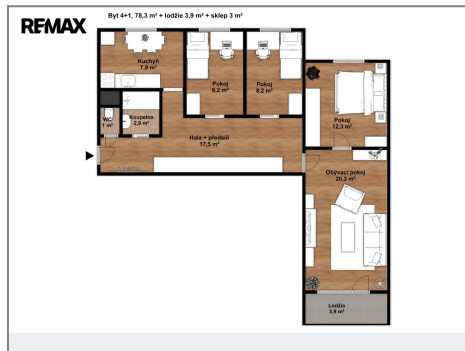 RE/MAX
Byt 4+1, 78,3 m² + lodžie 3,9 m² + sklep 3 m²
Kuchyň
7,9 m²
Pokoj
8,2 m²
Pokoj
8,2 m²
WC
1 m²
Koupelna
2,9 m²
Pokoj
12,3 m²
Hala + předsíň
17,5 m²
Obývací pokoj
20,3 m²
Lodžie
3,9 m²